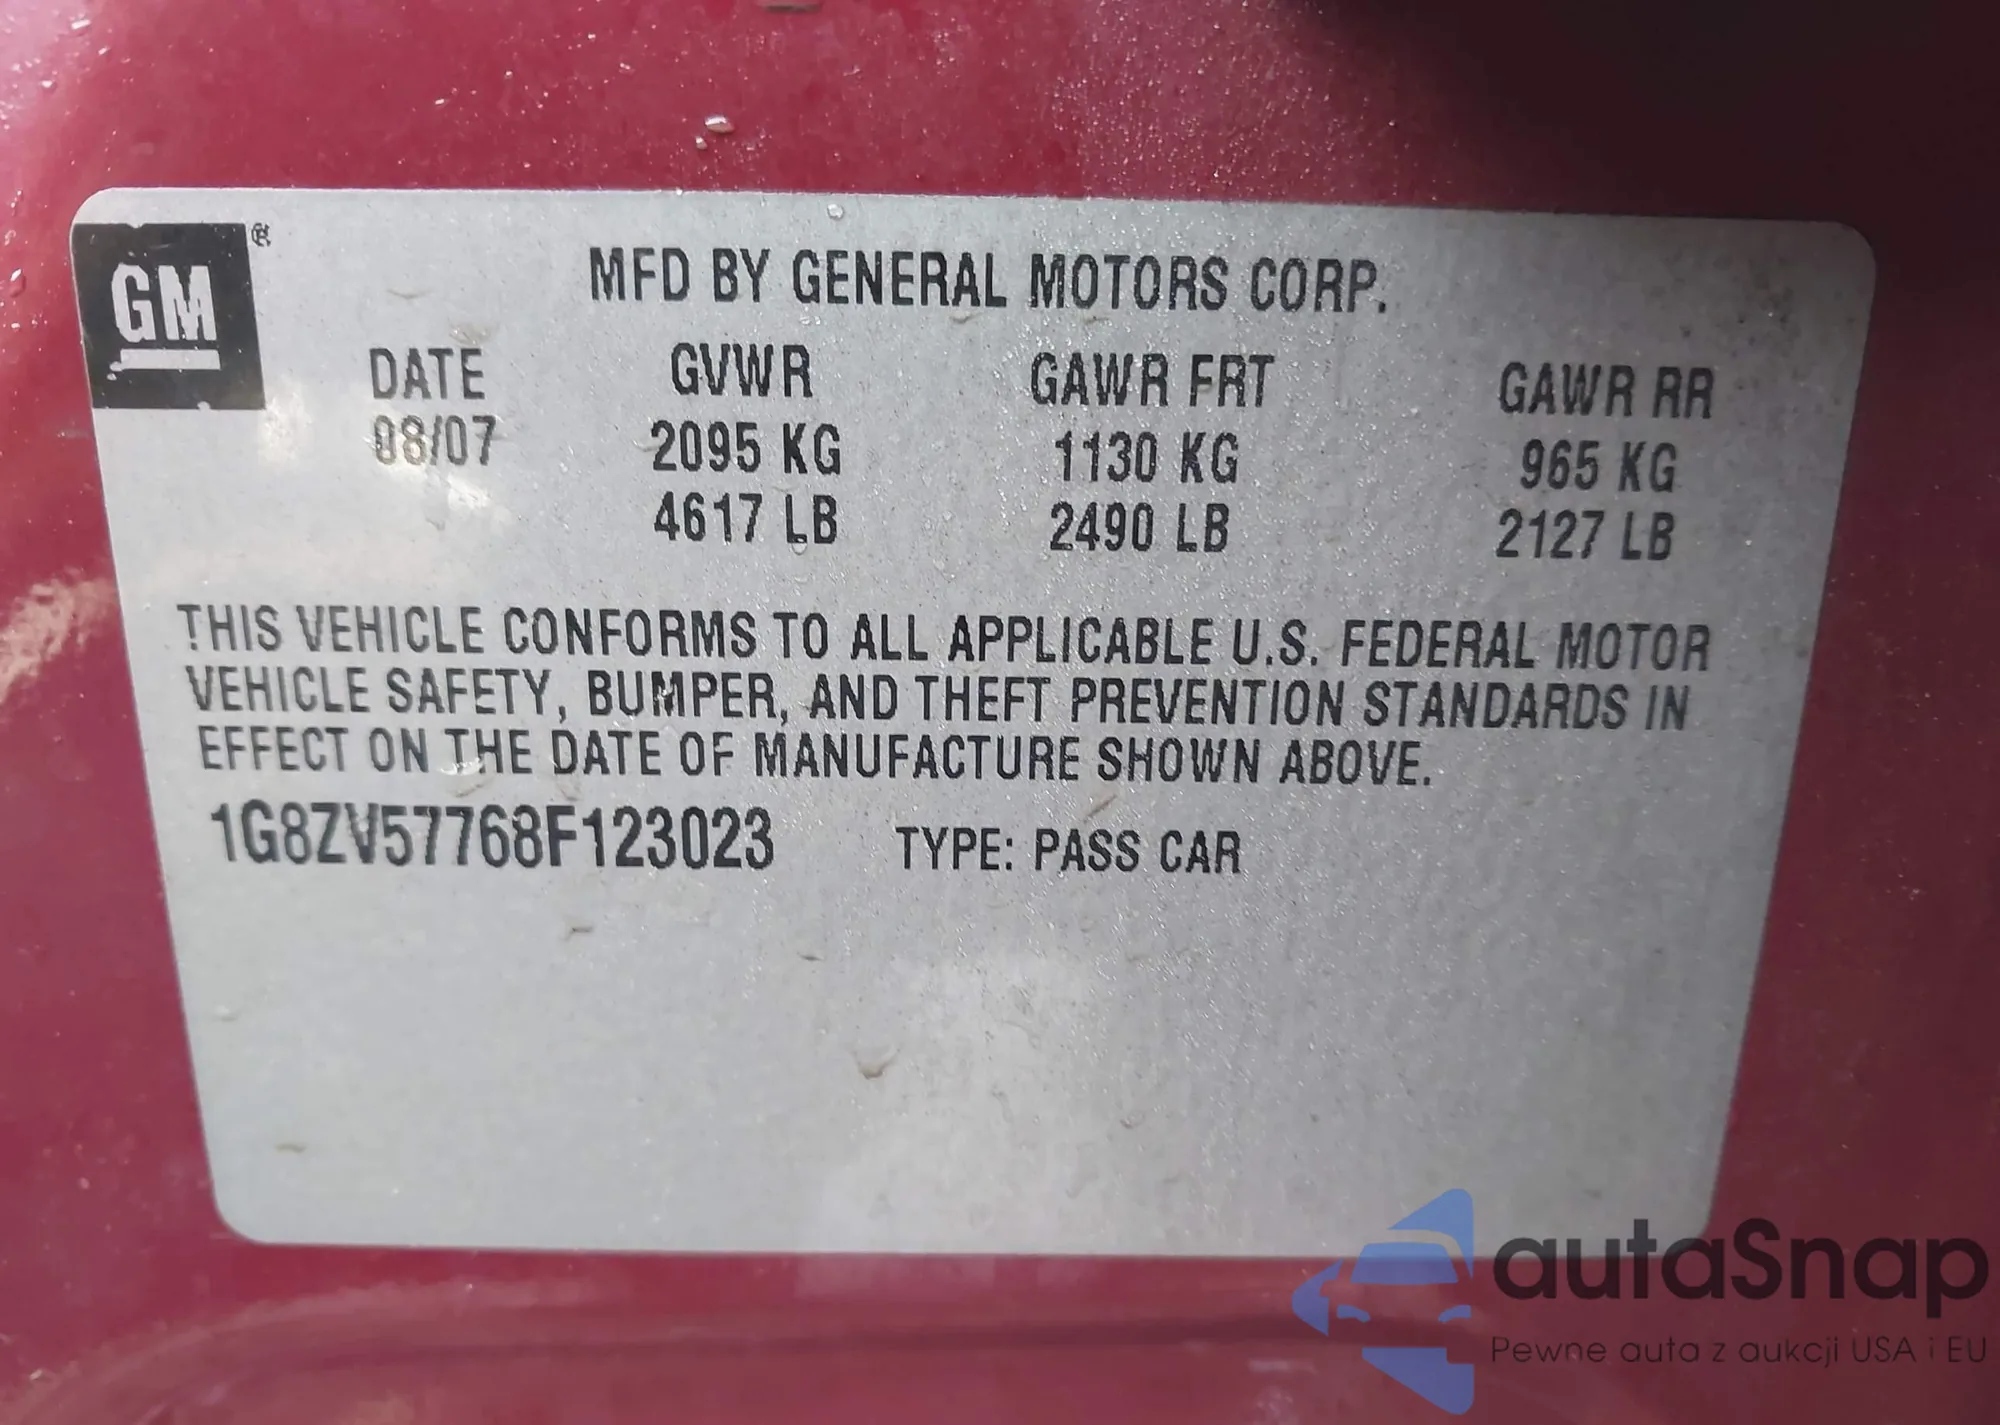 GM
MFD BY GENERAL MOTORS CORP.
DATE GVWR GAWR FRT GAWR RR
08/07 2095 KG 1130 KG 965 KG
4617 LB 2490 LB 2127 LB
THIS VEHICLE CONFORMS TO ALL APPLICABLE U.S. FEDERAL MOTOR
VEHICLE SAFETY, BUMPER, AND THEFT PREVENTION STANDARDS IN
EFFECT ON THE DATE OF MANUFACTURE SHOWN ABOVE.
1G8ZV57768F123023 TYPE: PASS CAR
autaSnap
Pewne auta z aukcji USA i EU